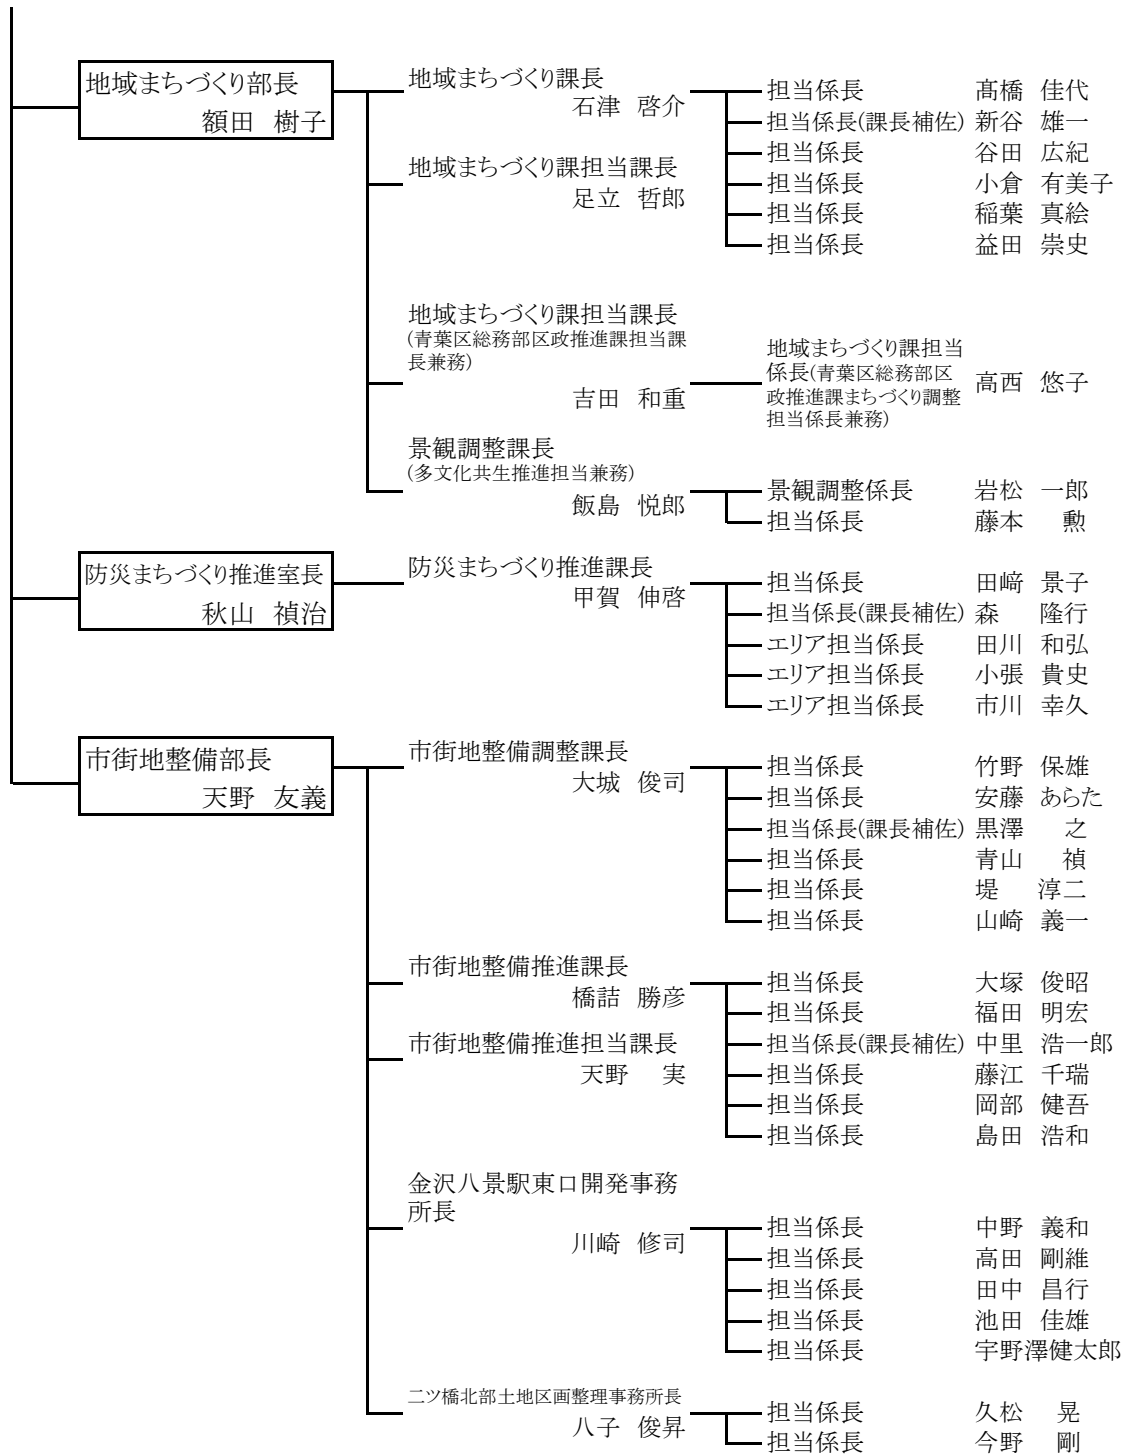 地域まちづくり部長
額田 樹子
地域まちづくり課長
石津 啓介
担当係長 髙橋 佳代
担当係長(課長補佐) 新谷 雄一
担当係長 谷田 広紀
地域まちづくり課担当課長
足立 哲郎
担当係長 小倉 有美子
担当係長 稲葉 真絵
担当係長 益田 崇史
地域まちづくり課担当課長
(青葉区総務部区政推進課担当課
長兼務)
吉田 和重
地域まちづくり課担当
係長(青葉区総務部区
政推進課まちづくり調整
担当係長兼務)
高西 悠子
景観調整課長
(多文化共生推進担当兼務)
飯島 悦郎
景観調整係長 岩松 一郎
担当係長 藤本 勲
防災まちづくり推進室長
秋山 禎治
防災まちづくり推進課長
甲賀 伸啓
担当係長 田﨑 景子
担当係長(課長補佐) 森 隆行
エリア担当係長 田川 和弘
エリア担当係長 小張 貴史
エリア担当係長 市川 幸久
市街地整備部長
天野 友義
市街地整備調整課長
大城 俊司
担当係長 竹野 保雄
担当係長 安藤 あらた
担当係長(課長補佐) 黒澤 之
担当係長 青山 禎
担当係長 堤 淳二
担当係長 山崎 義一
市街地整備推進課長
橋詰 勝彦
担当係長 大塚 俊昭
担当係長 福田 明宏
担当係長(課長補佐) 中里 浩一郎
市街地整備推進担当課長
天野 実
担当係長 藤江 千瑞
担当係長 岡部 健吾
担当係長 島田 浩和
金沢八景駅東口開発事務
所長
川崎 修司
担当係長 中野 義和
担当係長 高田 剛維
担当係長 田中 昌行
担当係長 池田 佳雄
担当係長 宇野澤健太郎
二ツ橋北部土地区画整理事務所長
八子 俊昇
担当係長 久松 晃
担当係長 今野 剛